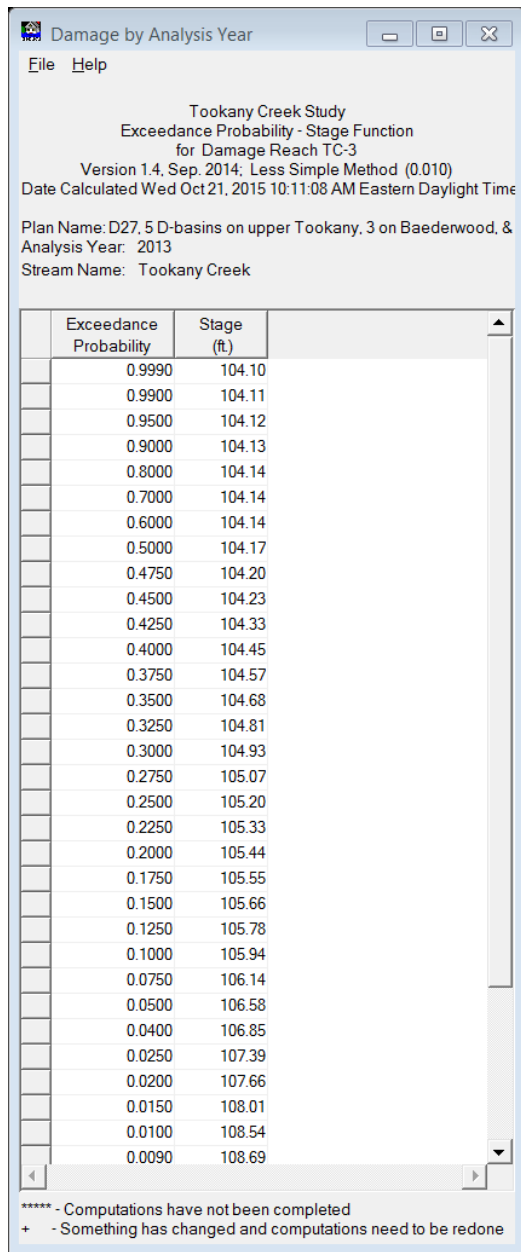 Damage by Analysis Year
File Help
Tookany Creek Study
Exceedance Probability - Stage Function
for Damage Reach TC-3
Version 1.4, Sep. 2014; Less Simple Method (0.010)
Date Calculated Wed Oct 21, 2015 10:11:08 AM Eastern Daylight Time
Plan Name: D27, 5 D-basins on upper Tookany, 3 on Baederwood, &
Analysis Year: 2013
Stream Name: Tookany Creek
Exceedance Stage
Probability (ft.)
0.9990 104.10
0.9900 104.11
0.9500 104.12
0.9000 104.13
0.8000 104.14
0.7000 104.14
0.6000 104.14
0.5000 104.17
0.4750 104.20
0.4500 104.23
0.4250 104.33
0.4000 104.45
0.3750 104.57
0.3500 104.68
0.3250 104.81
0.3000 104.93
0.2750 105.07
0.2500 105.20
0.2250 105.33
0.2000 105.44
0.1750 105.55
0.1500 105.66
0.1250 105.78
0.1000 105.94
0.0750 106.14
0.0500 106.58
0.0400 106.85
0.0250 107.39
0.0200 107.66
0.0150 108.01
0.0100 108.54
0.0090 108.69
***** - Computations have not been completed
+ - Something has changed and computations need to be redone